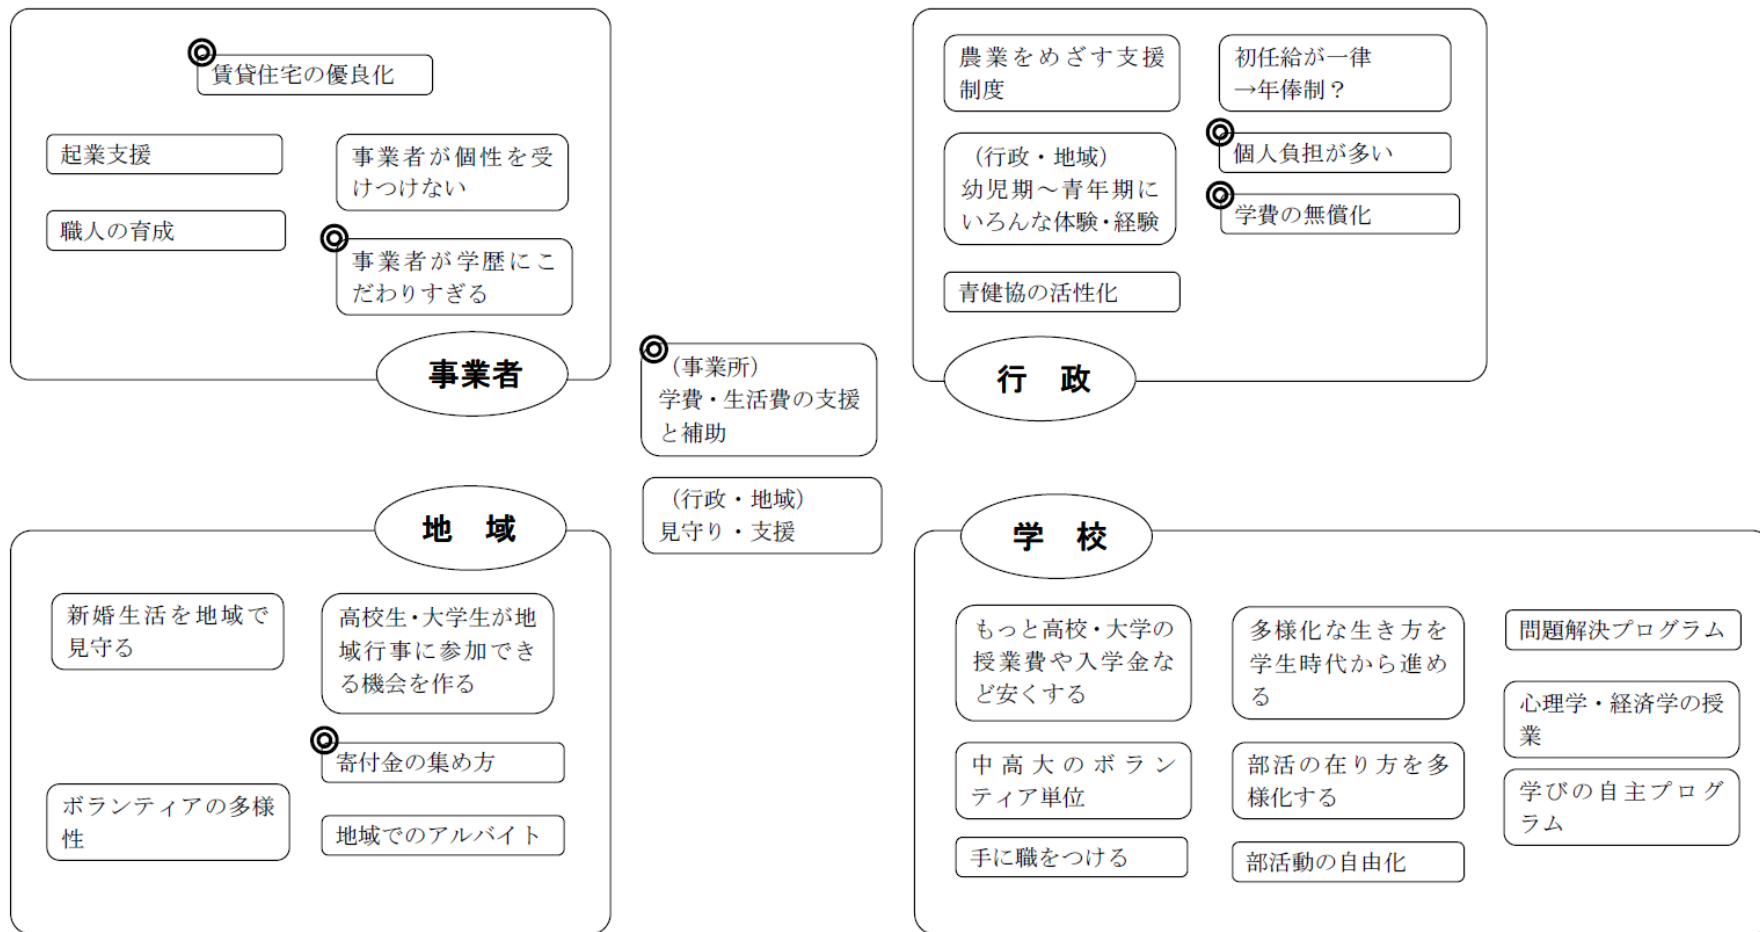 賃貸住宅の優良化
起業支援
事業者が個性を受
けつけない
職人の育成
事業者が学歴にこ
だわりすぎる
事業者
農業をめざす支援
制度
初任給が一律
→年俸制？
（行政・地域）
幼児期～青年期に
いろんな体験・経験
個人負担が多い
学費の無償化
青健協の活性化
行　政
（事業所）
学費・生活費の支援
と補助
（行政・地域）
見守り・支援
地　域
新婚生活を地域で
見守る
高校生・大学生が地
域行事に参加でき
る機会を作る
寄付金の集め方
ボランティアの多様
性
地域でのアルバイト
学　校
もっと高校・大学の
授業費や入学金な
ど安くする
多様化な生き方を
学生時代から進め
る
問題解決プログラム
心理学・経済学の授
業
中高大のボラン
ティア単位
部活の在り方を多
様化する
学びの自主プログ
ラム
手に職をつける
部活動の自由化